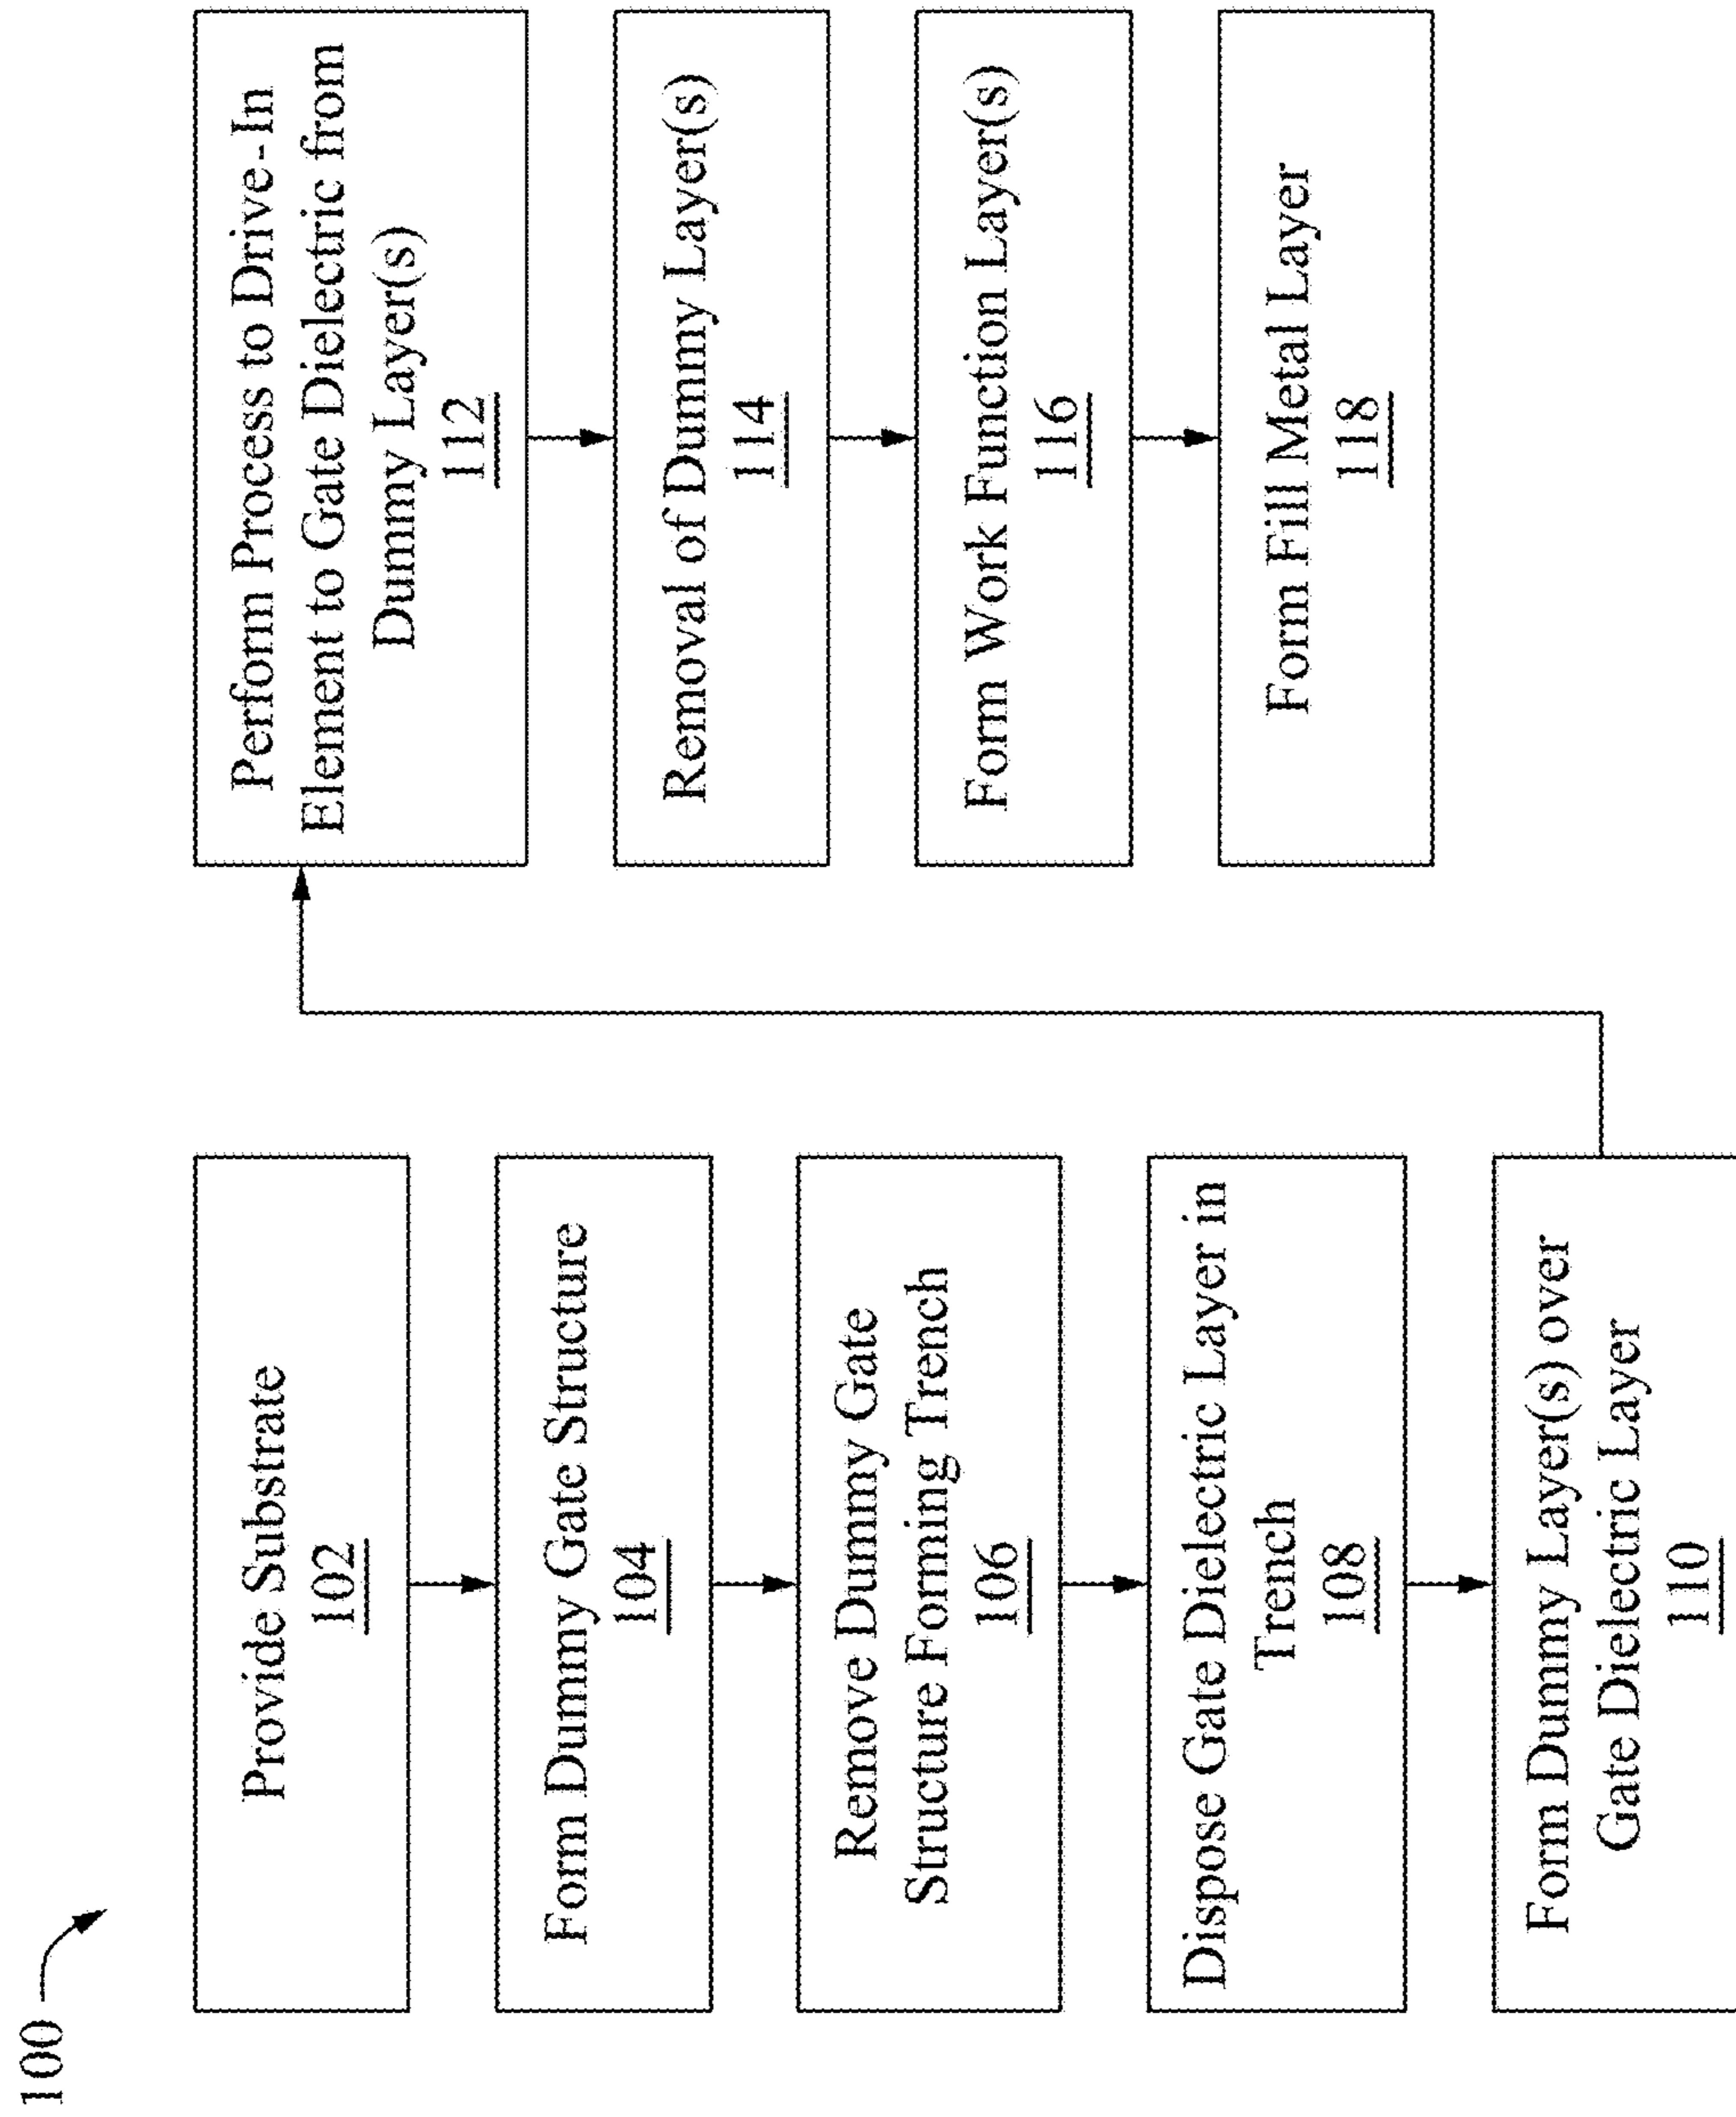 100
Provide Substrate
102
Form Dummy Gate Structure
104
Remove Dummy Gate
Structure Forming Trench
106
Dispose Gate Dielectric Layer in
Trench
108
Form Dummy Layer(s) over
Gate Dielectric Layer
110
Perform Process to Drive-In
Element to Gate Dielectric from
Dummy Layer(s)
112
Removal of Dummy Layer(s)
114
Form Work Function Layer(s)
116
Form Fill Metal Layer
118